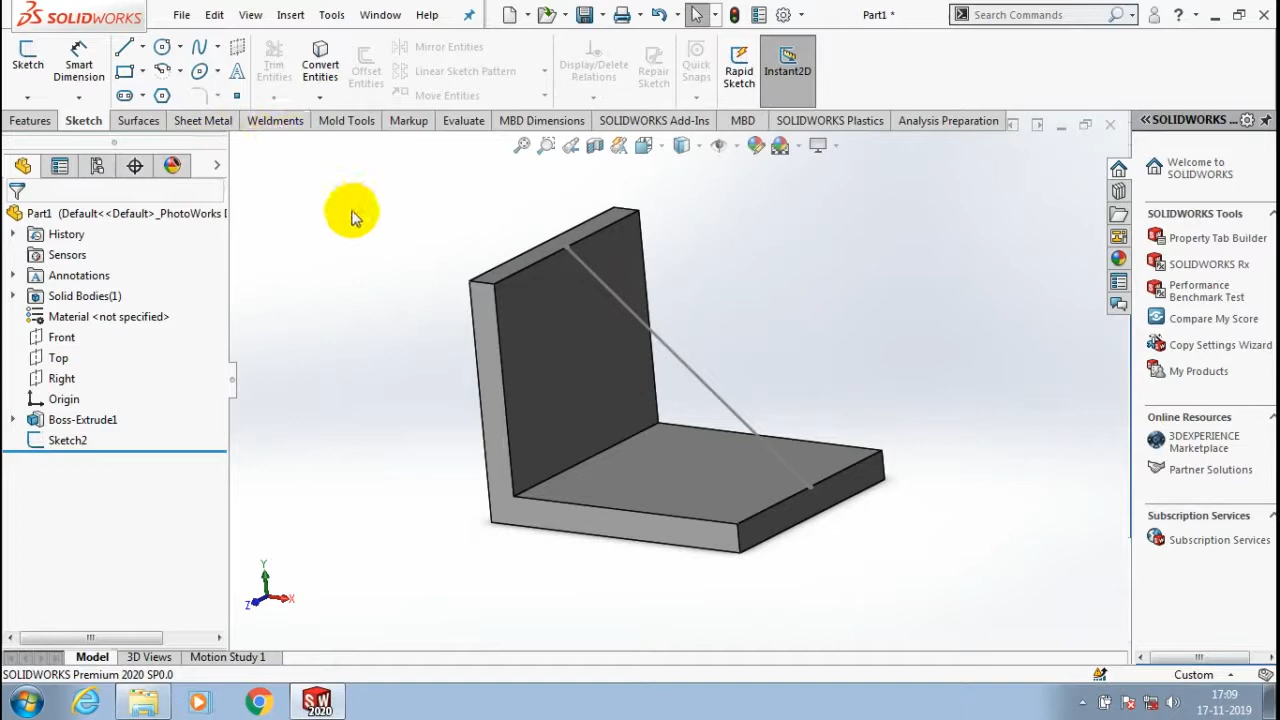 SOLIDWORKS File Edit View Insert Tools Window Help Part1 * Search Commands ?
Sketch Smart Dimension Trim Entities Convert Entities Offset Entities Mirror Entities Linear Sketch Pattern Move Entities Display/Delete Relations Repair Sketch Quick Snaps Rapid Sketch Instant2D
Features Sketch Surfaces Sheet Metal Weldments Mold Tools Markup Evaluate MBD Dimensions SOLIDWORKS Add-Ins MBD SOLIDWORKS Plastics Analysis Preparation
Part1 (Default<<Default>_PhotoWorks D
History
Sensors
Annotations
Solid Bodies(1)
Material <not specified>
Front
Top
Right
Origin
Boss-Extrude1
Sketch2
Y
X
Z
SOLIDWORKS ...
Welcome to
SOLIDWORKS
SOLIDWORKS Tools
Property Tab Builder
SOLIDWORKS Rx
Performance
Benchmark Test
Compare My Score
Copy Settings Wizard
My Products
Online Resources
3DEXPERIENCE
Marketplace
Partner Solutions
Subscription Services
Subscription Services
Model 3D Views Motion Study 1
SOLIDWORKS Premium 2020 SP0.0 Custom
SW
2020
17:09
17-11-2019